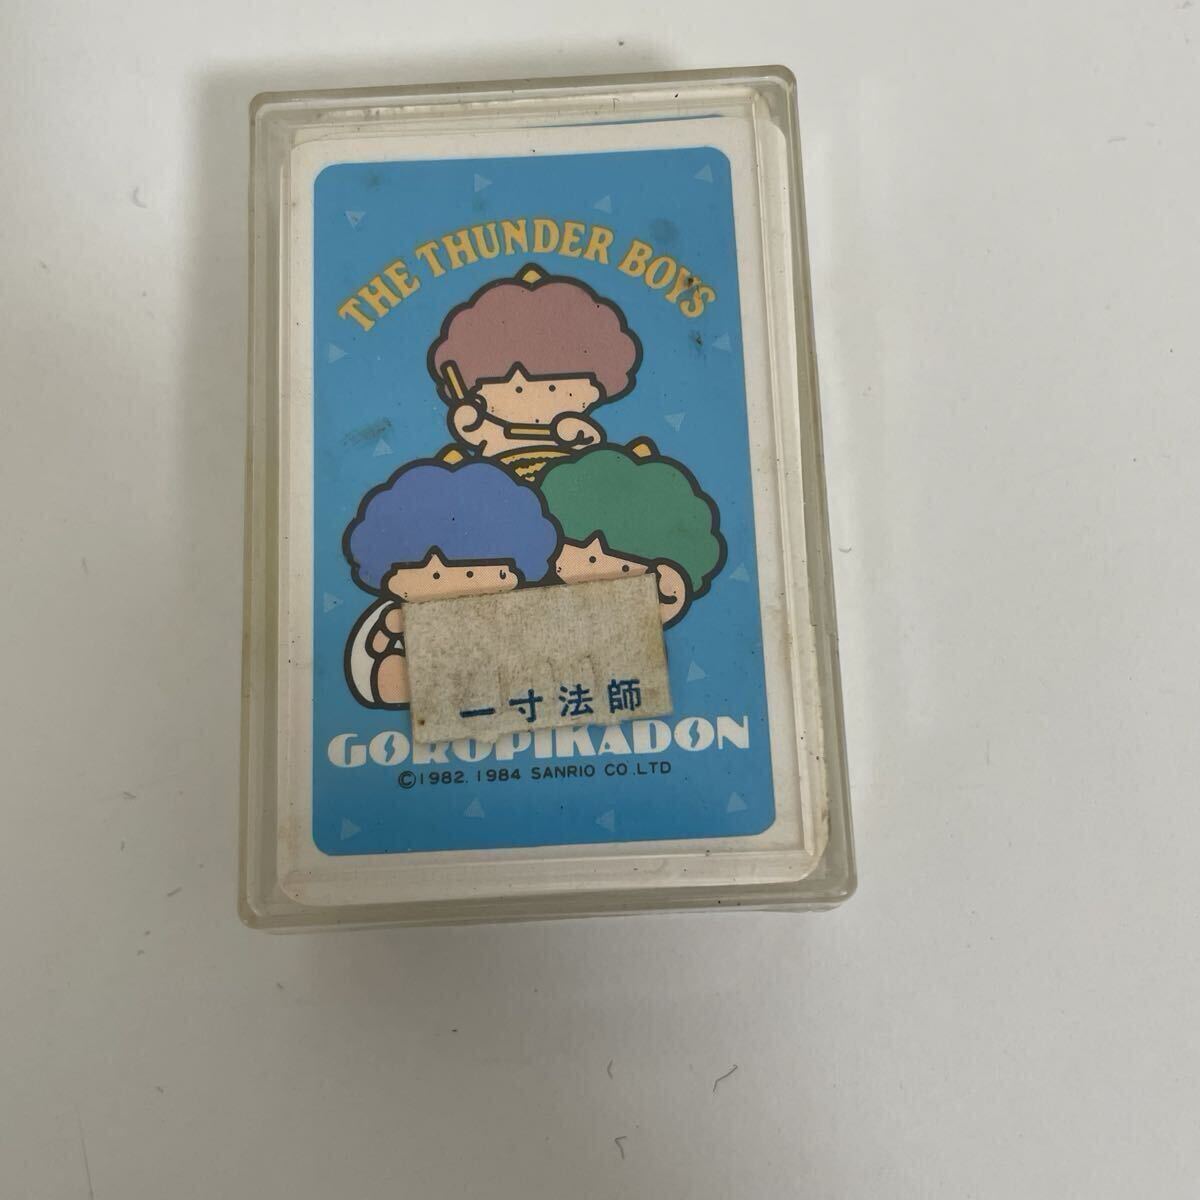 THE THUNDER BOYS
一寸法師
GOROPIKADON
©1982.1984 SANRIO CO.LTD